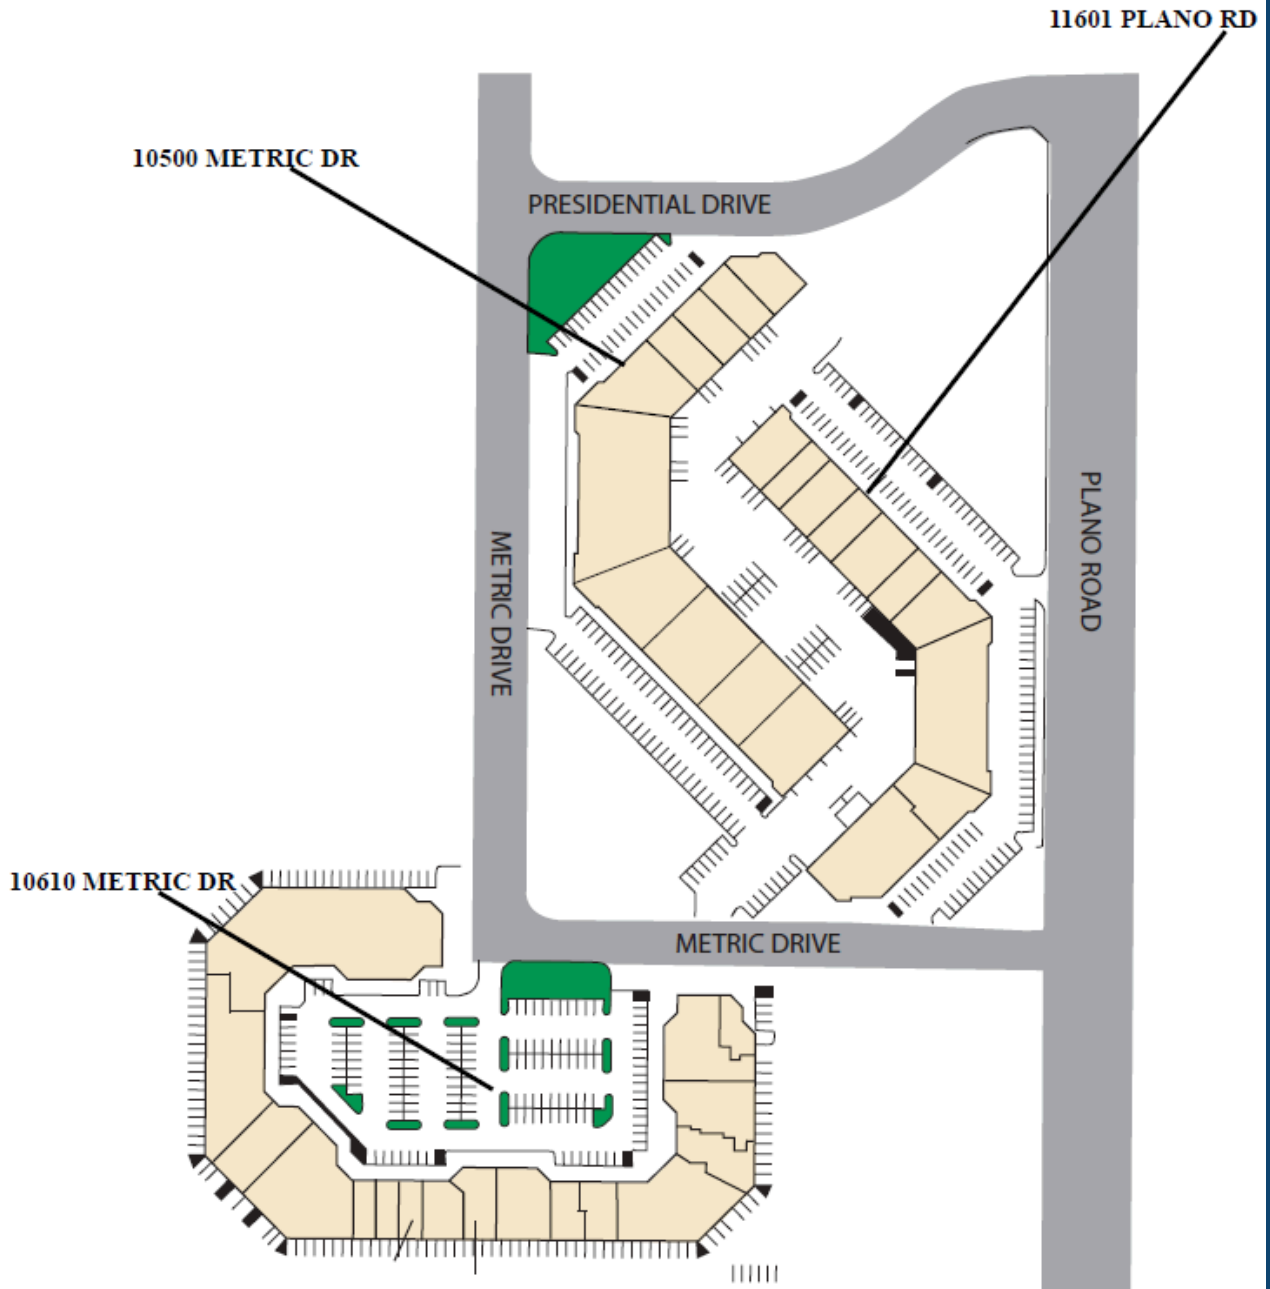 11601 PLANO RD
10500 METRIC DR
PRESIDENTIAL DRIVE
PLANO ROAD
METRIC DRIVE
10610 METRIC DR
METRIC DRIVE